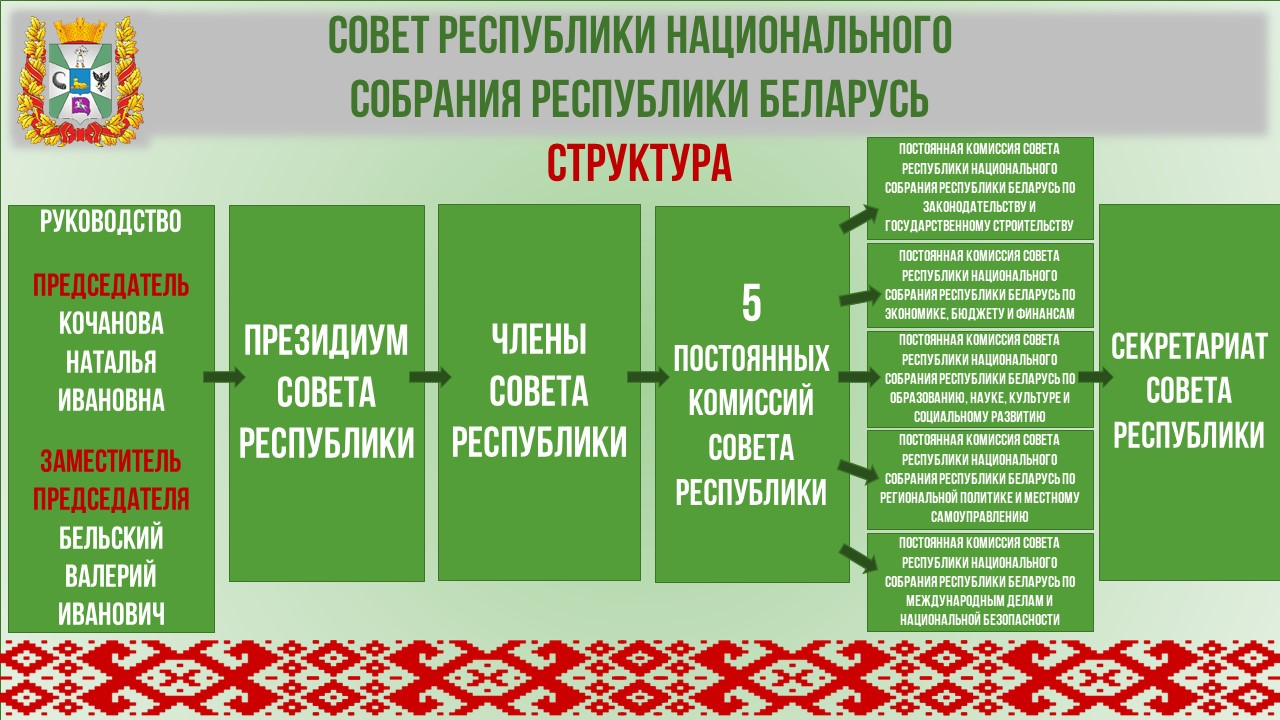 СОВЕТ РЕСПУБЛИКИ НАЦИОНАЛЬНОГО
СОБРАНИЯ РЕСПУБЛИКИ БЕЛАРУСЬ
СТРУКТУРА
РУКОВОДСТВО
ПРЕДСЕДАТЕЛЬ
КОЧАНОВА
НАТАЛЬЯ
ИВАНОВНА
ЗАМЕСТИТЕЛЬ
ПРЕДСЕДАТЕЛЯ
БЕЛЬСКИЙ
ВАЛЕРИЙ
ИВАНОВИЧ
ПРЕЗИДИУМ
СОВЕТА
РЕСПУБЛИКИ
ЧЛЕНЫ
СОВЕТА
РЕСПУБЛИКИ
5
ПОСТОЯННЫХ
КОМИССИЙ
СОВЕТА
РЕСПУБЛИКИ
ПОСТОЯННАЯ КОМИССИЯ СОВЕТА
РЕСПУБЛИКИ НАЦИОНАЛЬНОГО
СОБРАНИЯ РЕСПУБЛИКИ БЕЛАРУСЬ ПО
ЗАКОНОДАТЕЛЬСТВУ И
ГОСУДАРСТВЕННОМУ СТРОИТЕЛЬСТВУ
ПОСТОЯННАЯ КОМИССИЯ СОВЕТА
РЕСПУБЛИКИ НАЦИОНАЛЬНОГО
СОБРАНИЯ РЕСПУБЛИКИ БЕЛАРУСЬ ПО
ЭКОНОМИКЕ, БЮДЖЕТУ И ФИНАНСАМ
ПОСТОЯННАЯ КОМИССИЯ СОВЕТА
РЕСПУБЛИКИ НАЦИОНАЛЬНОГО
СОБРАНИЯ РЕСПУБЛИКИ БЕЛАРУСЬ ПО
ОБРАЗОВАНИЮ, НАУКЕ, КУЛЬТУРЕ И
СОЦИАЛЬНОМУ РАЗВИТИЮ
ПОСТОЯННАЯ КОМИССИЯ СОВЕТА
РЕСПУБЛИКИ НАЦИОНАЛЬНОГО
СОБРАНИЯ РЕСПУБЛИКИ БЕЛАРУСЬ ПО
РЕГИОНАЛЬНОЙ ПОЛИТИКЕ И МЕСТНОМУ
САМОУПРАВЛЕНИЮ
ПОСТОЯННАЯ КОМИССИЯ СОВЕТА
РЕСПУБЛИКИ НАЦИОНАЛЬНОГО
СОБРАНИЯ РЕСПУБЛИКИ БЕЛАРУСЬ ПО
МЕЖДУНАРОДНЫМ ДЕЛАМ И
НАЦИОНАЛЬНОЙ БЕЗОПАСНОСТИ
СЕКРЕТАРИАТ
СОВЕТА
РЕСПУБЛИКИ